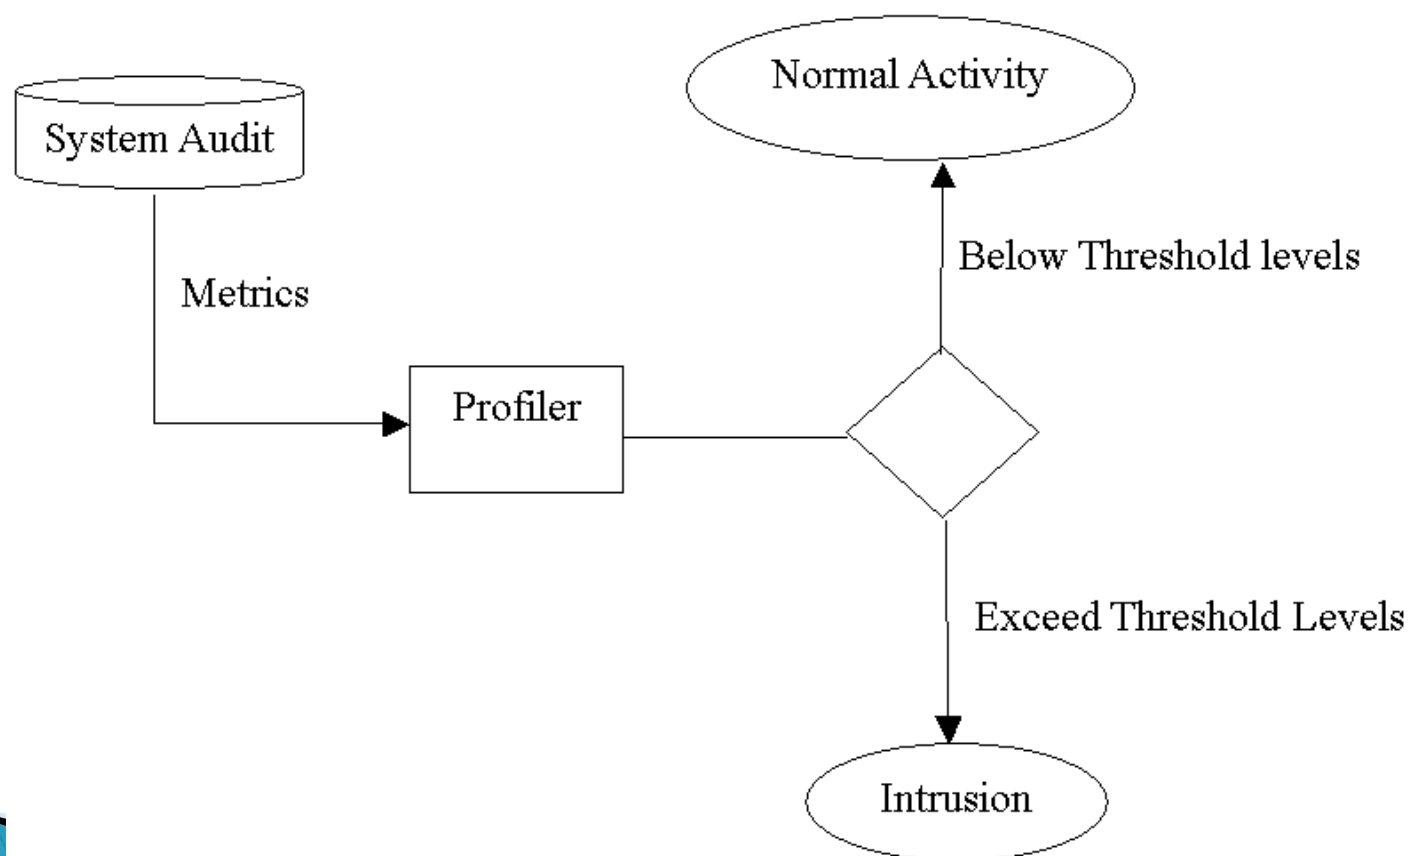 Normal Activity
System Audit
Below Threshold levels
Metrics
Profiler
Exceed Threshold Levels
Intrusion